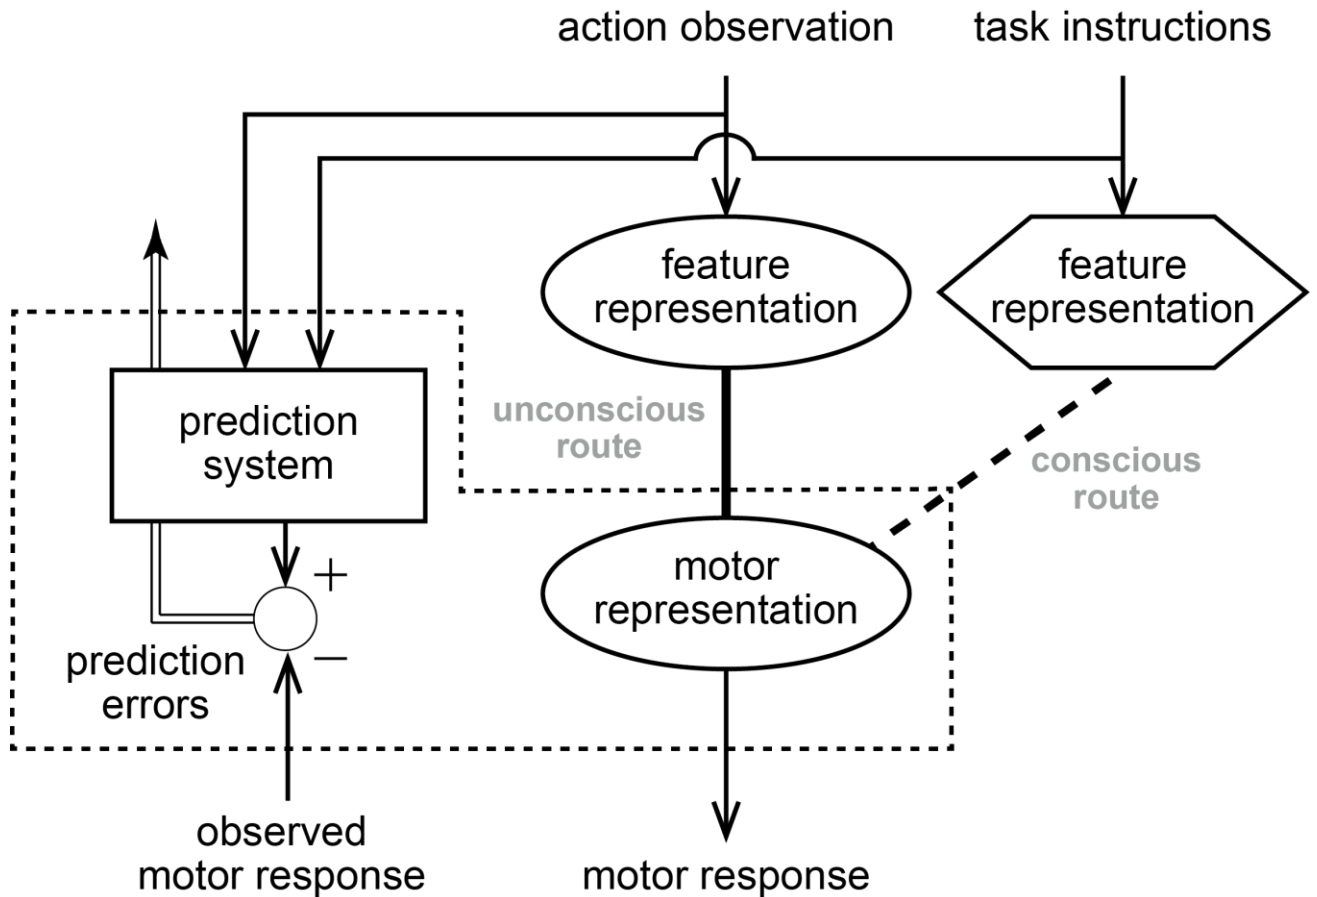 action observation
task instructions
feature
representation
feature
representation
prediction
system
unconscious
route
conscious
route
motor
representation
+
−
prediction
errors
observed
motor response
motor response